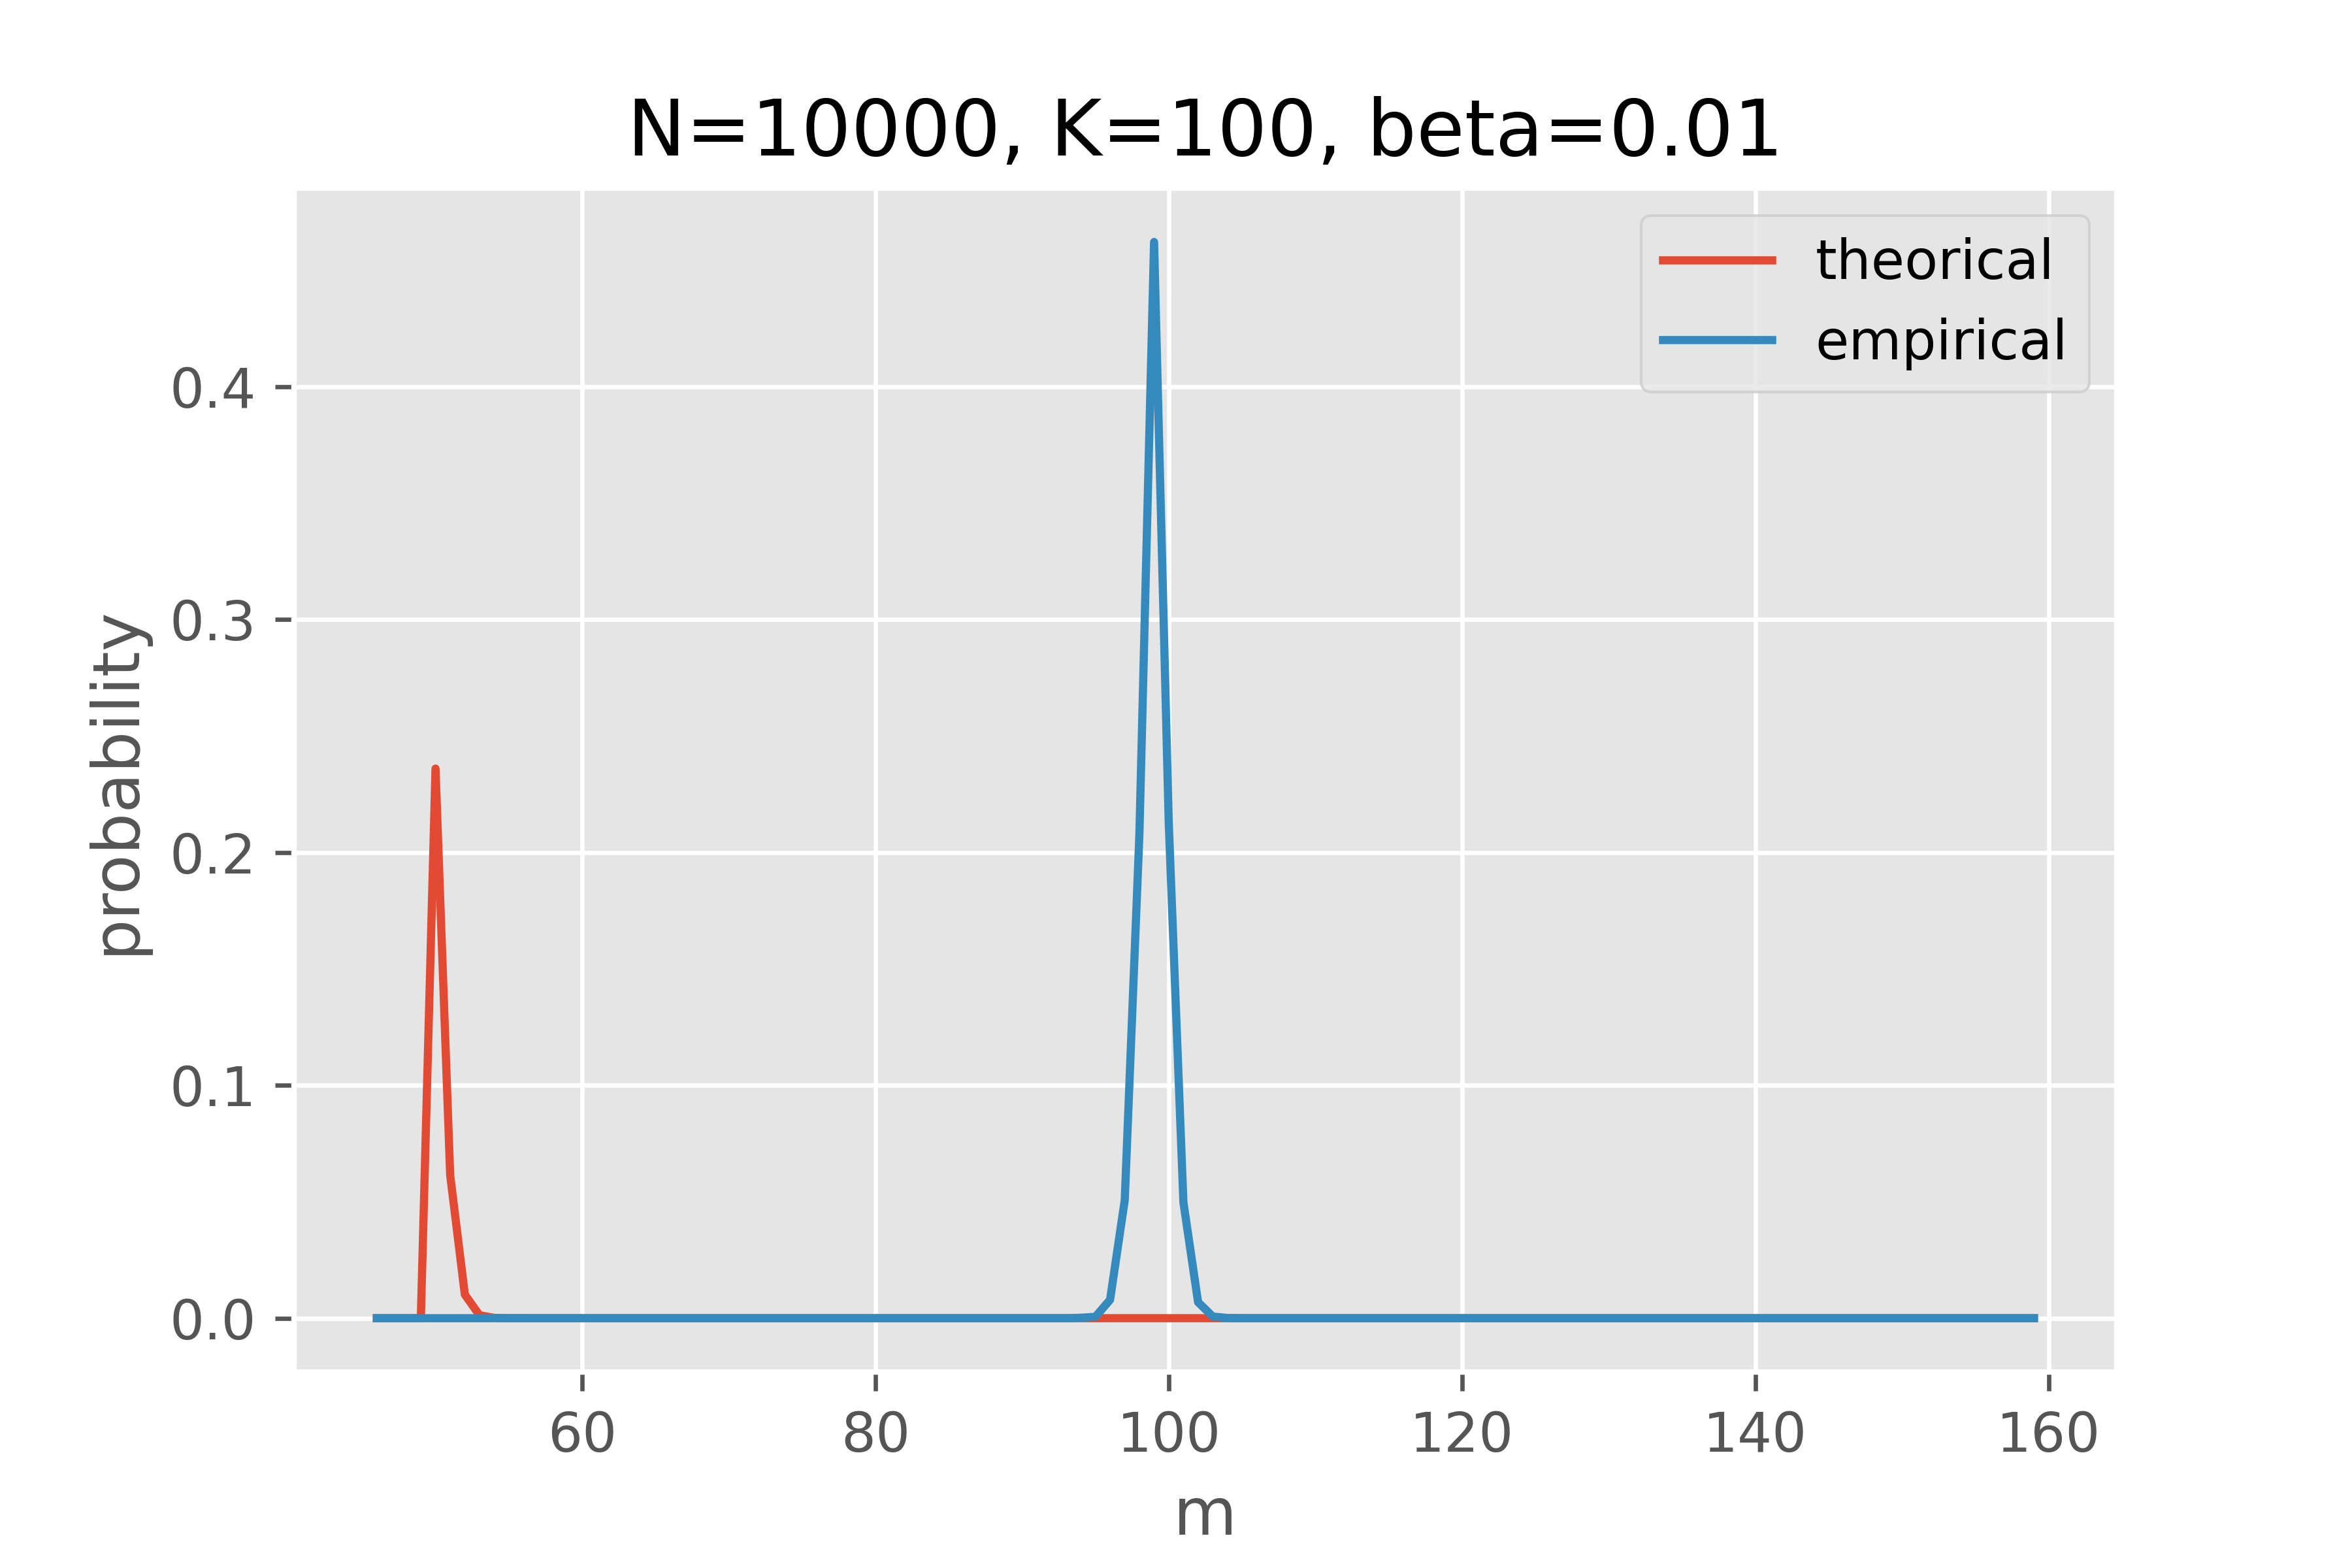 N=10000, K=100, beta=0.01
theorical
empirical
probability
0.4
0.3
0.2
0.1
0.0
60 80 100 120 140 160
m